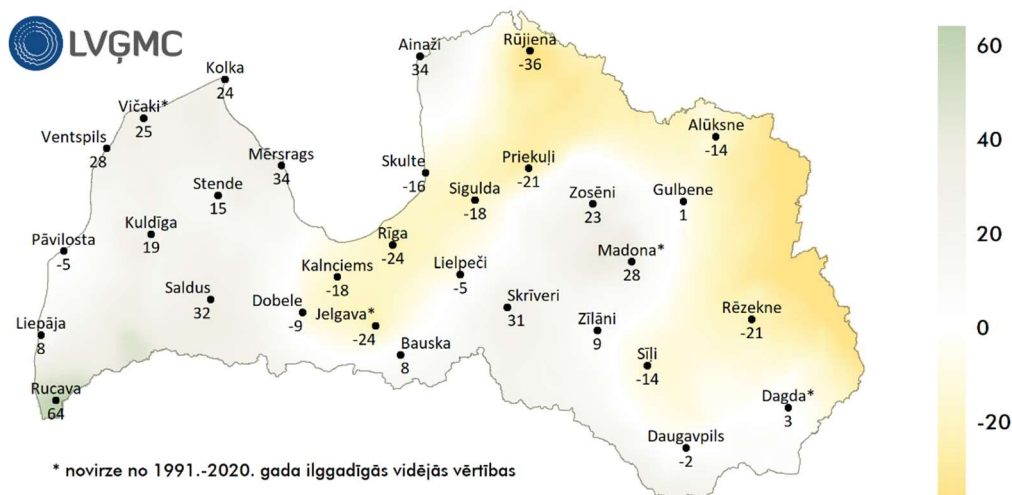 LVĢMC
Ainaži
34
Rūjiena
-36
Kolka
24
Vičaki*
25
Ventspils
28
Alūksne
-14
Mērsrags
34
Skulte
-16
Priekuļi
-21
Stende
15
Sigulda
-18
Zosēni
23
Gulbene
1
Kuldīga
19
Pāvilosta
-5
Rīga
-24
Madona*
28
Kalnciems
-18
Lielpeči
-5
Saldus
32
Dobele
-9
Jelgava*
-24
Skrīveri
31
Zīlāni
9
Rēzekne
-21
Liepāja
8
Bauska
8
Sīļi
-14
Rucava
64
Dagda*
3
Daugavpils
-2
* novirze no 1991.-2020. gada ilggadīgās vidējās vērtības
60
40
20
0
-20